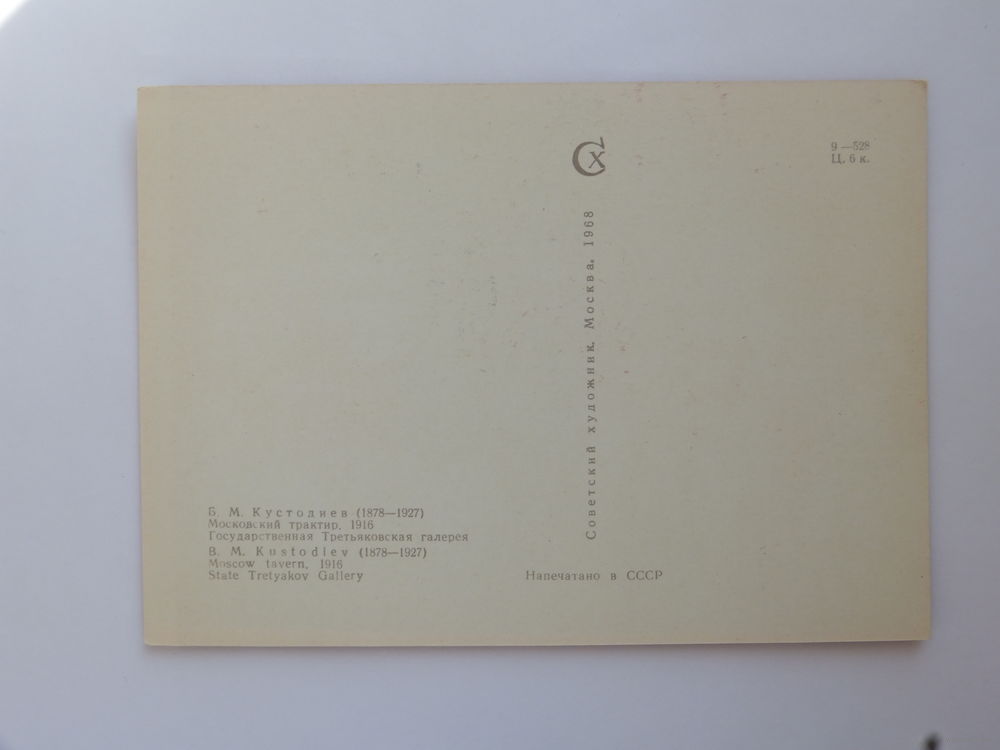 Сх
9—528
Ц. 6 к.
Советский художник. Москва. 1968
Б. М. Кустодиев (1878—1927)
Московский трактир. 1916
Государственная Третьяковская галерея
B. M. Kustodiev (1878—1927)
Moscow tavern, 1916
State Tretyakov Gallery
Напечатано в СССР